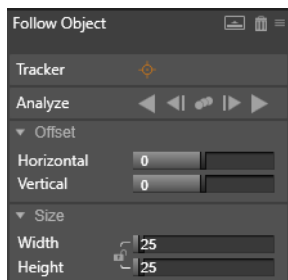 Follow Object
Tracker
Analyze
Offset
Horizontal 0
Vertical 0
Size
Width 25
Height 25